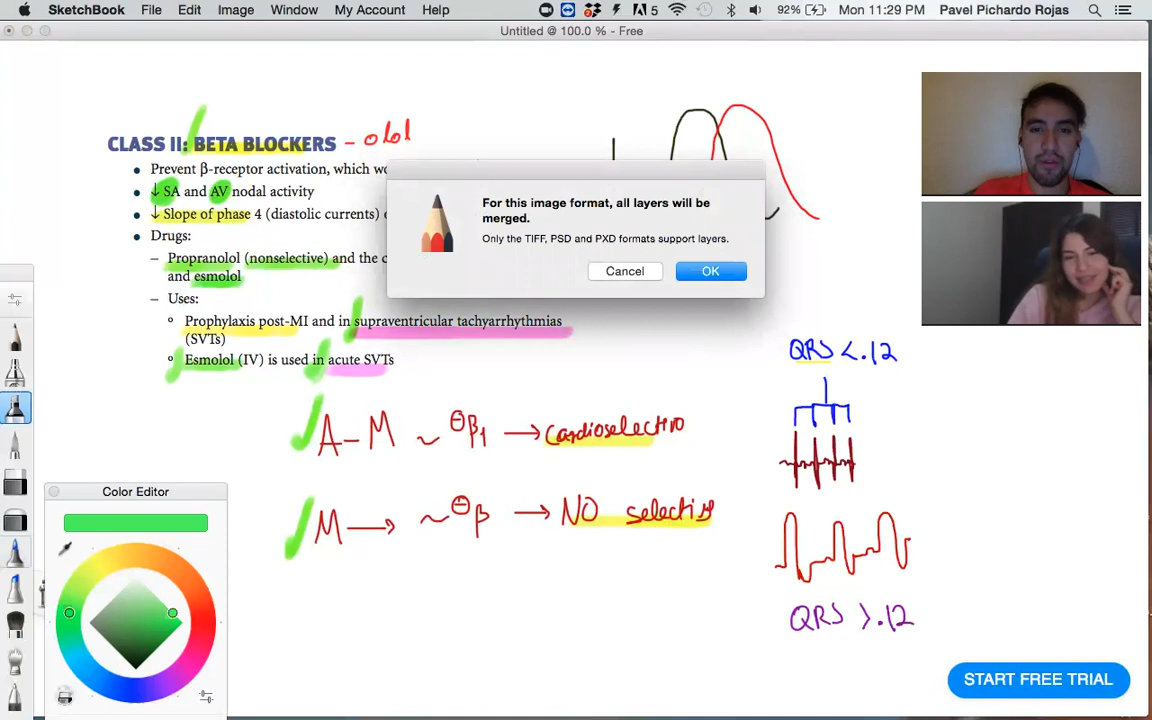 SketchBook File Edit Image Window My Account Help 5 92% Mon 11:29 PM Pavel Pichardo Rojas
Untitled @ 100.0 % - Free
CLASS II: BETA BLOCKERS - olol
Prevent β-receptor activation, which
↓ SA and AV nodal activity
↓ Slope of phase 4 (diastolic currents)
Drugs:
– Propranolol (nonselective) and the
and esmolol
– Uses:
Prophylaxis post-MI and in supraventricular tachyarrhythmias
(SVTs)
Esmolol (IV) is used in acute SVTs
For this image format, all layers will be
merged.
Only the TIFF, PSD and PXD formats support layers.
Cancel OK
QRS <.12
A-M ~ ⊖β1 → cardioselectivo
M → ~⊖β → NO selectivo
QRS >.12
Color Editor
START FREE TRIAL